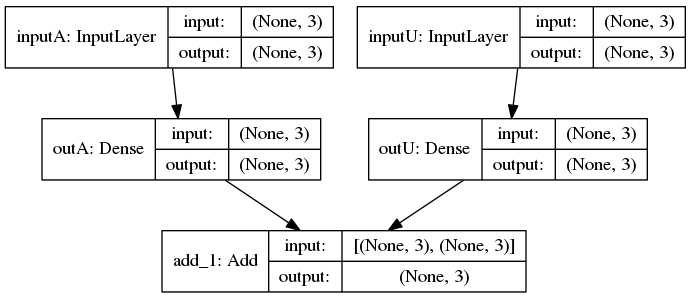 inputA: InputLayer
input: (None, 3)
output: (None, 3)
inputU: InputLayer
input: (None, 3)
output: (None, 3)
outA: Dense
input: (None, 3)
output: (None, 3)
outU: Dense
input: (None, 3)
output: (None, 3)
add_1: Add
input: [(None, 3), (None, 3)]
output: (None, 3)